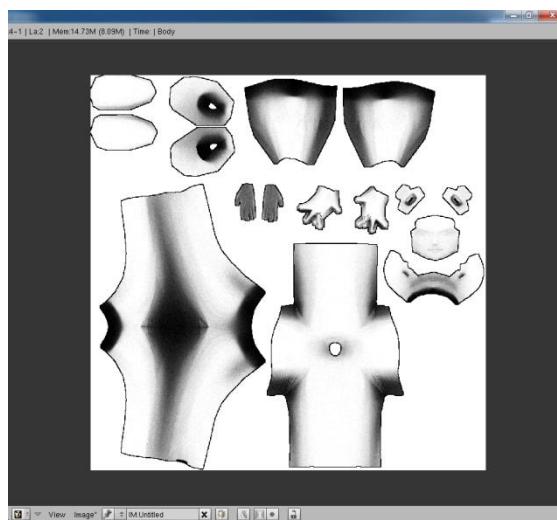 4-1 | La:2 | Mem:14.73M (8.09M) | Time: | Body
View Image* IM:Untitled